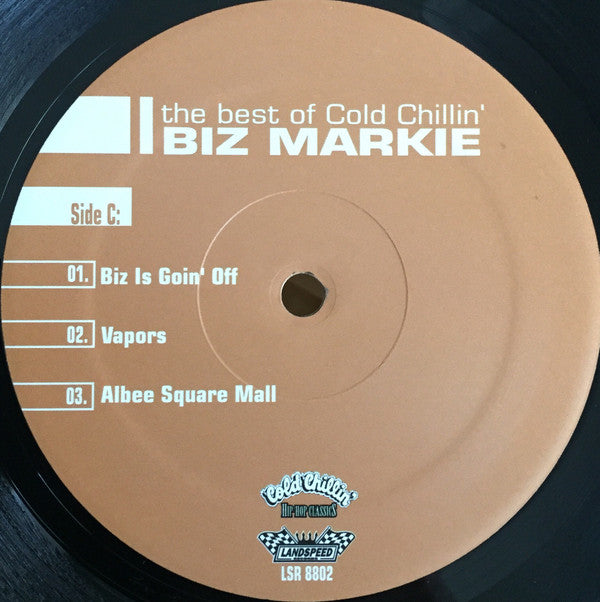 the best of Cold Chillin'
BIZ MARKIE
Side C:
01. Biz Is Goin' Off
02. Vapors
03. Albee Square Mall
Cold Chillin'
HIP-HOP CLASSICS
LANDSPEED
RECORDS
LSR 8802